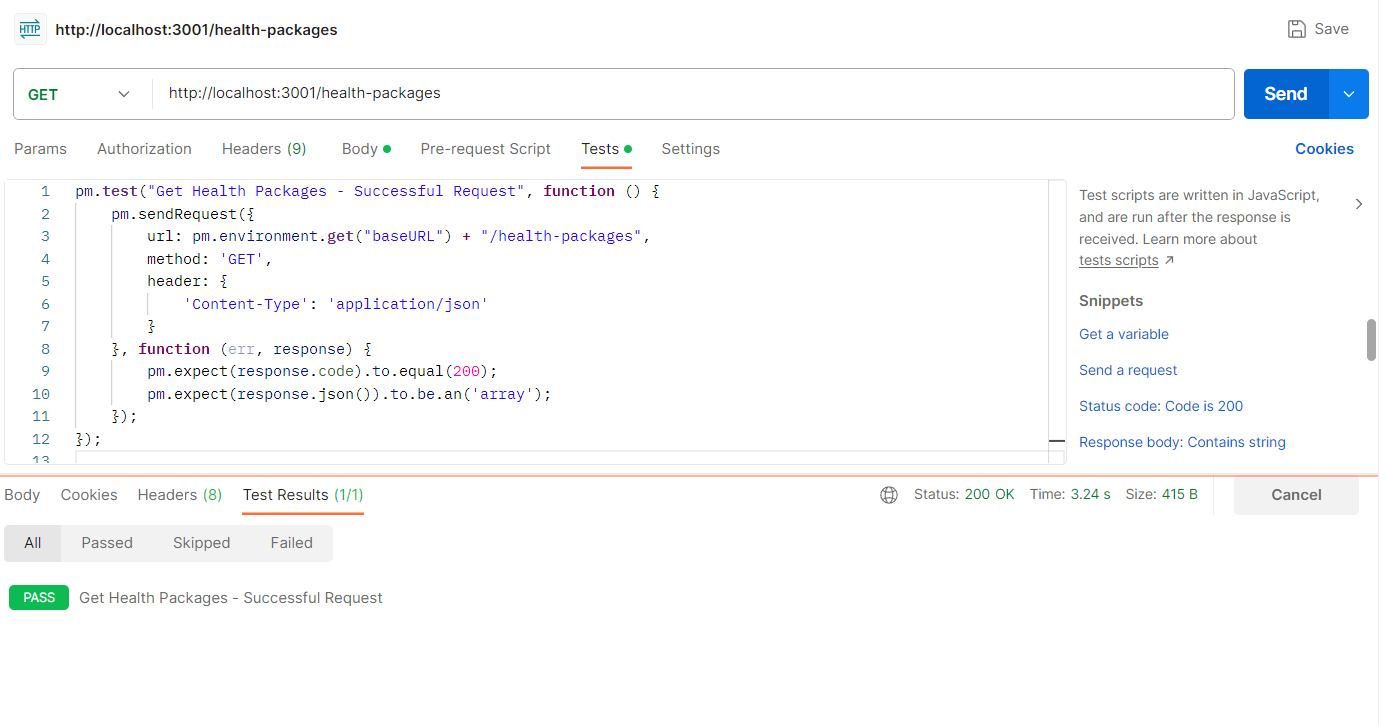 HTTP http://localhost:3001/health-packages Save
GET http://localhost:3001/health-packages Send
Params Authorization Headers (9) Body Pre-request Script Tests Settings Cookies
1 pm.test("Get Health Packages - Successful Request", function () {
2 pm.sendRequest({
3 url: pm.environment.get("baseURL") + "/health-packages",
4 method: 'GET',
5 header: {
6 'Content-Type': 'application/json'
7 }
8 }, function (err, response) {
9 pm.expect(response.code).to.equal(200);
10 pm.expect(response.json()).to.be.an('array');
11 });
12 });
13
Test scripts are written in JavaScript,
and are run after the response is
received. Learn more about
tests scripts ↗
Snippets
Get a variable
Send a request
Status code: Code is 200
Response body: Contains string
Body Cookies Headers (8) Test Results (1/1) Status: 200 OK Time: 3.24 s Size: 415 B Cancel
All Passed Skipped Failed
PASS Get Health Packages - Successful Request